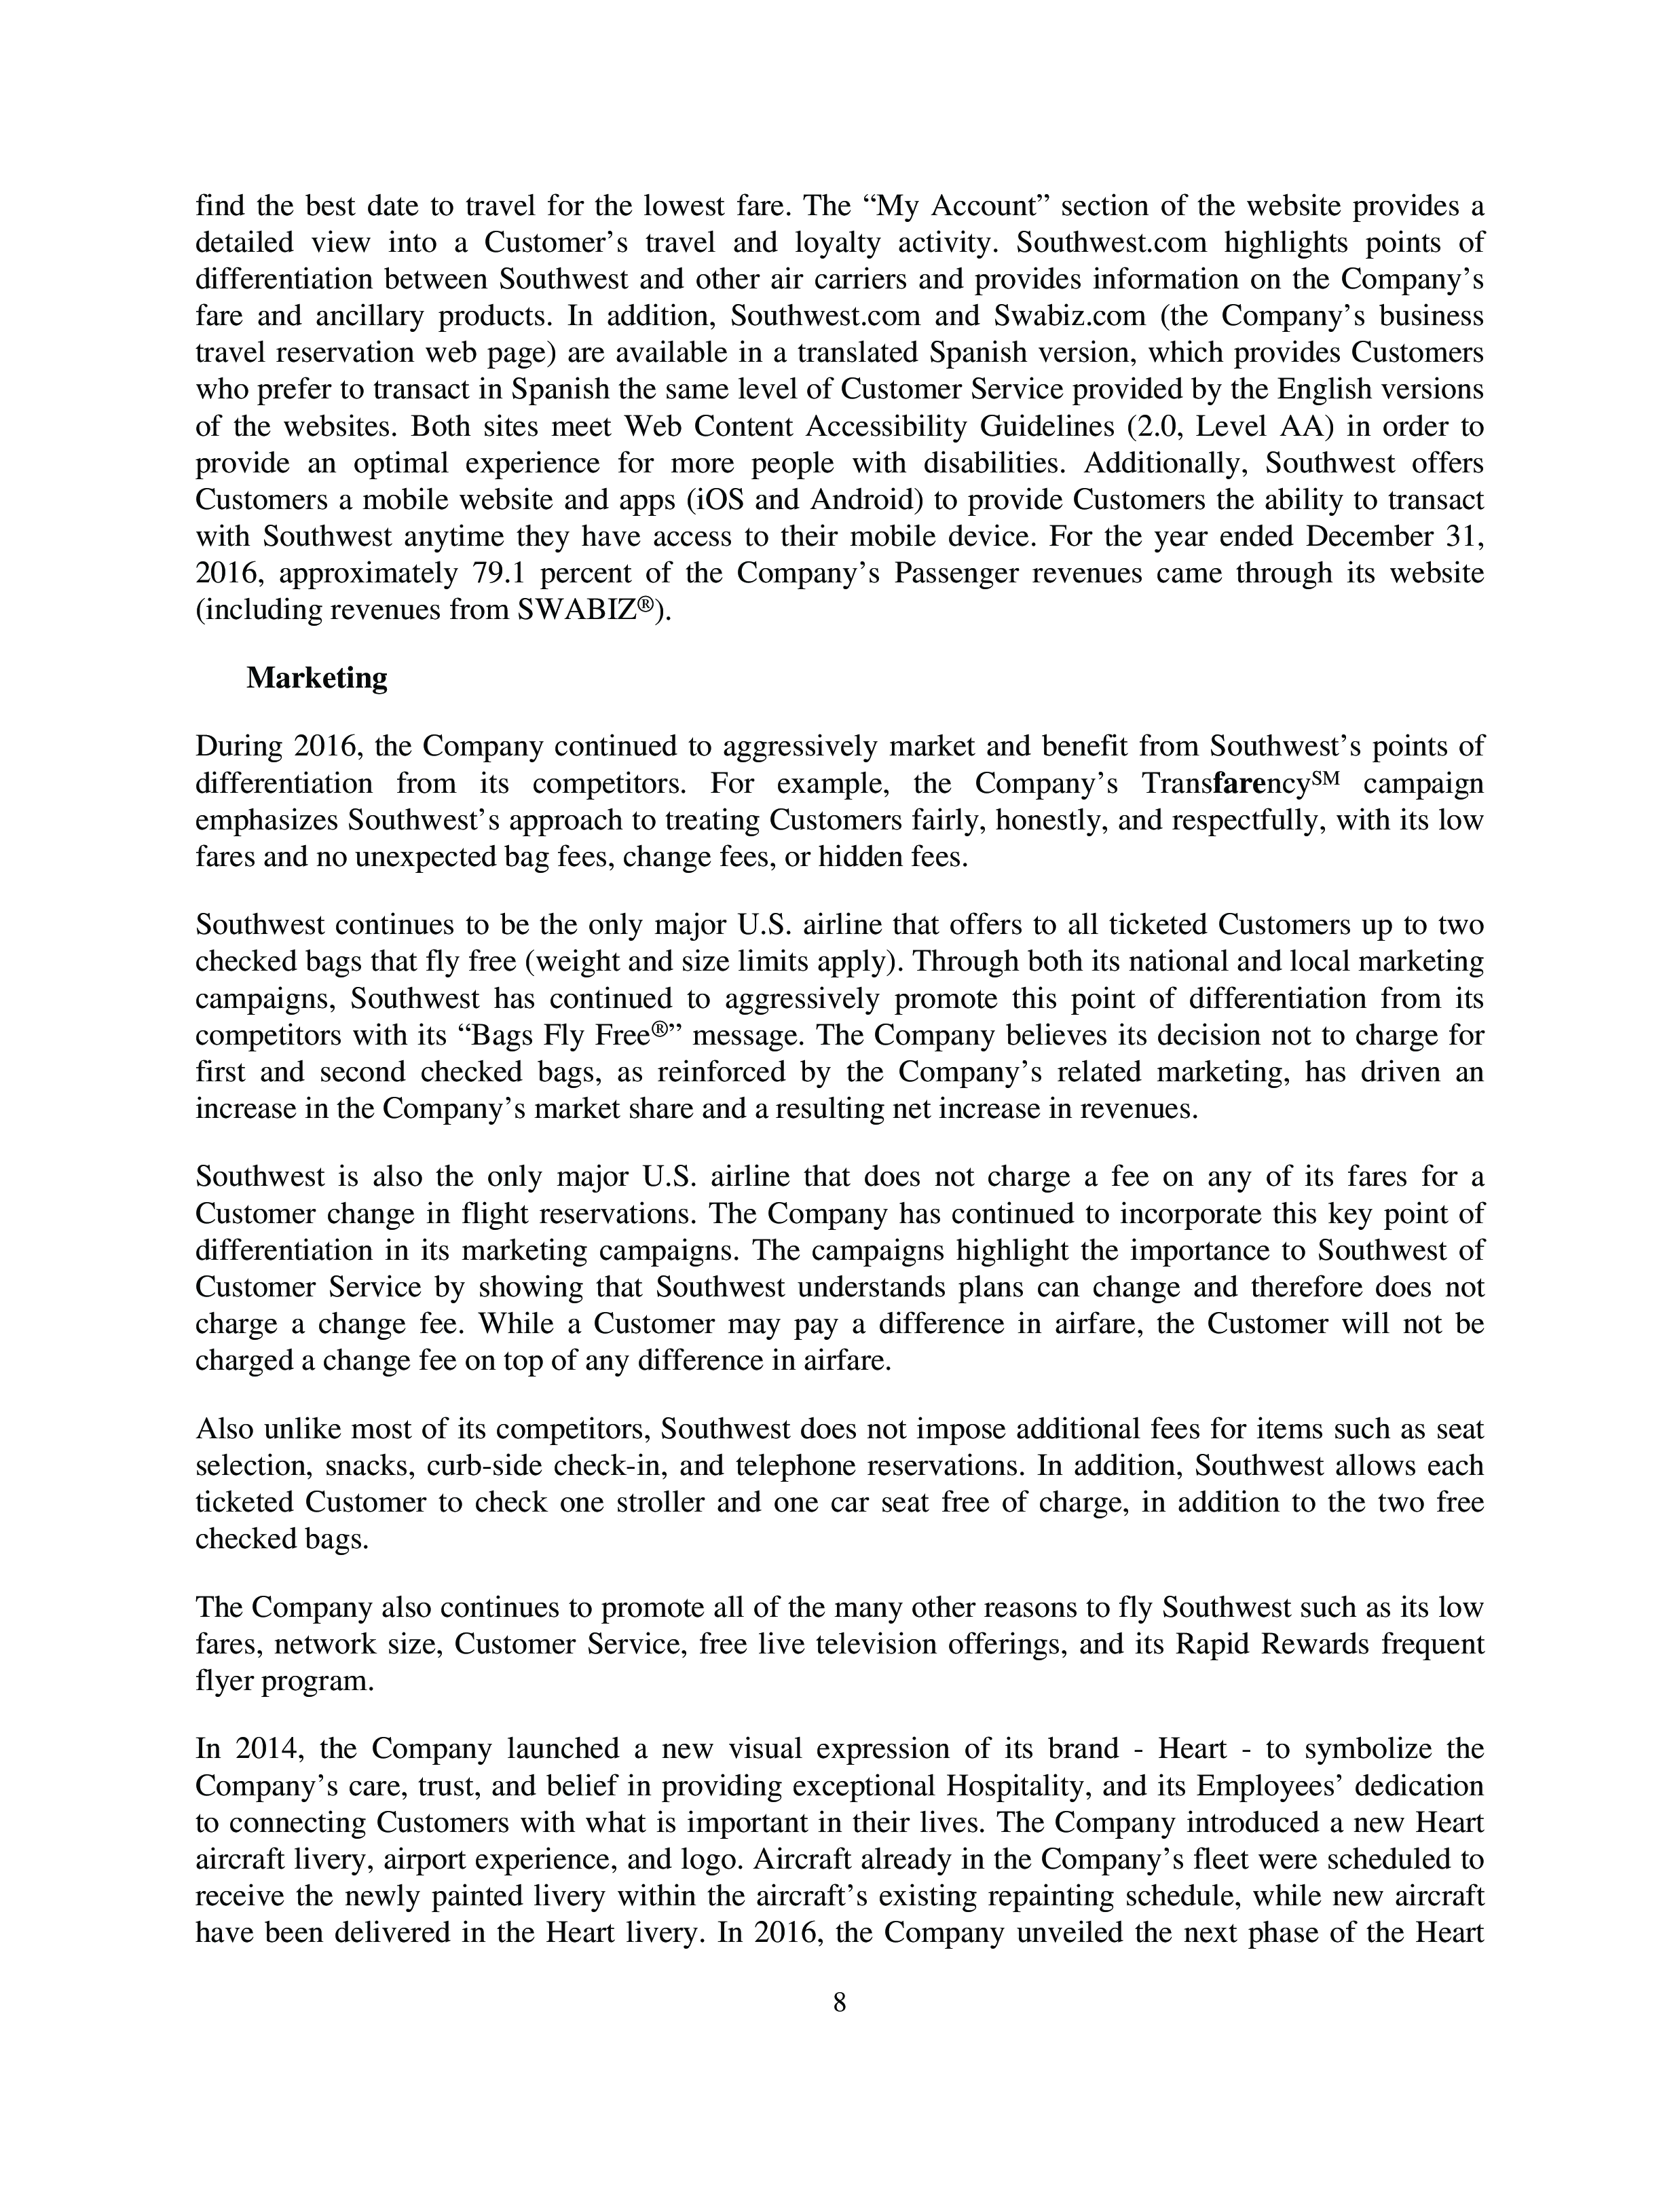 find the best date to travel for the lowest fare. The “My Account” section of the website provides a
detailed view into a Customer’s travel and loyalty activity. Southwest.com highlights points of
differentiation between Southwest and other air carriers and provides information on the Company’s
fare and ancillary products. In addition, Southwest.com and Swabiz.com (the Company’s business
travel reservation web page) are available in a translated Spanish version, which provides Customers
who prefer to transact in Spanish the same level of Customer Service provided by the English versions
of the websites. Both sites meet Web Content Accessibility Guidelines (2.0, Level AA) in order to
provide an optimal experience for more people with disabilities. Additionally, Southwest offers
Customers a mobile website and apps (iOS and Android) to provide Customers the ability to transact
with Southwest anytime they have access to their mobile device. For the year ended December 31,
2016, approximately 79.1 percent of the Company’s Passenger revenues came through its website
(including revenues from SWABIZ®).
Marketing
During 2016, the Company continued to aggressively market and benefit from Southwest’s points of
differentiation from its competitors. For example, the Company’s Transfarency℠ campaign
emphasizes Southwest’s approach to treating Customers fairly, honestly, and respectfully, with its low
fares and no unexpected bag fees, change fees, or hidden fees.
Southwest continues to be the only major U.S. airline that offers to all ticketed Customers up to two
checked bags that fly free (weight and size limits apply). Through both its national and local marketing
campaigns, Southwest has continued to aggressively promote this point of differentiation from its
competitors with its “Bags Fly Free®” message. The Company believes its decision not to charge for
first and second checked bags, as reinforced by the Company’s related marketing, has driven an
increase in the Company’s market share and a resulting net increase in revenues.
Southwest is also the only major U.S. airline that does not charge a fee on any of its fares for a
Customer change in flight reservations. The Company has continued to incorporate this key point of
differentiation in its marketing campaigns. The campaigns highlight the importance to Southwest of
Customer Service by showing that Southwest understands plans can change and therefore does not
charge a change fee. While a Customer may pay a difference in airfare, the Customer will not be
charged a change fee on top of any difference in airfare.
Also unlike most of its competitors, Southwest does not impose additional fees for items such as seat
selection, snacks, curb-side check-in, and telephone reservations. In addition, Southwest allows each
ticketed Customer to check one stroller and one car seat free of charge, in addition to the two free
checked bags.
The Company also continues to promote all of the many other reasons to fly Southwest such as its low
fares, network size, Customer Service, free live television offerings, and its Rapid Rewards frequent
flyer program.
In 2014, the Company launched a new visual expression of its brand - Heart - to symbolize the
Company’s care, trust, and belief in providing exceptional Hospitality, and its Employees’ dedication
to connecting Customers with what is important in their lives. The Company introduced a new Heart
aircraft livery, airport experience, and logo. Aircraft already in the Company’s fleet were scheduled to
receive the newly painted livery within the aircraft’s existing repainting schedule, while new aircraft
have been delivered in the Heart livery. In 2016, the Company unveiled the next phase of the Heart
8